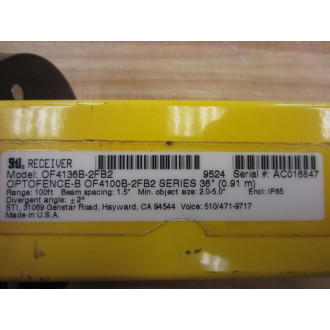 STI RECEIVER
Model: OF4136B-2FB2 9524 Serial #: AC016847
OPTOFENCE-B OF4100B-2FB2 SERIES 36" (0.91 m)
Range: 100ft Beam spacing: 1.5" Min. object size: 2.0-5.0" Encl: IP65
Divergent angle: ±2°
STI, 31069 Genstar Road, Hayward, CA 94544 Voice: 510/471-9717
Made in U.S.A.